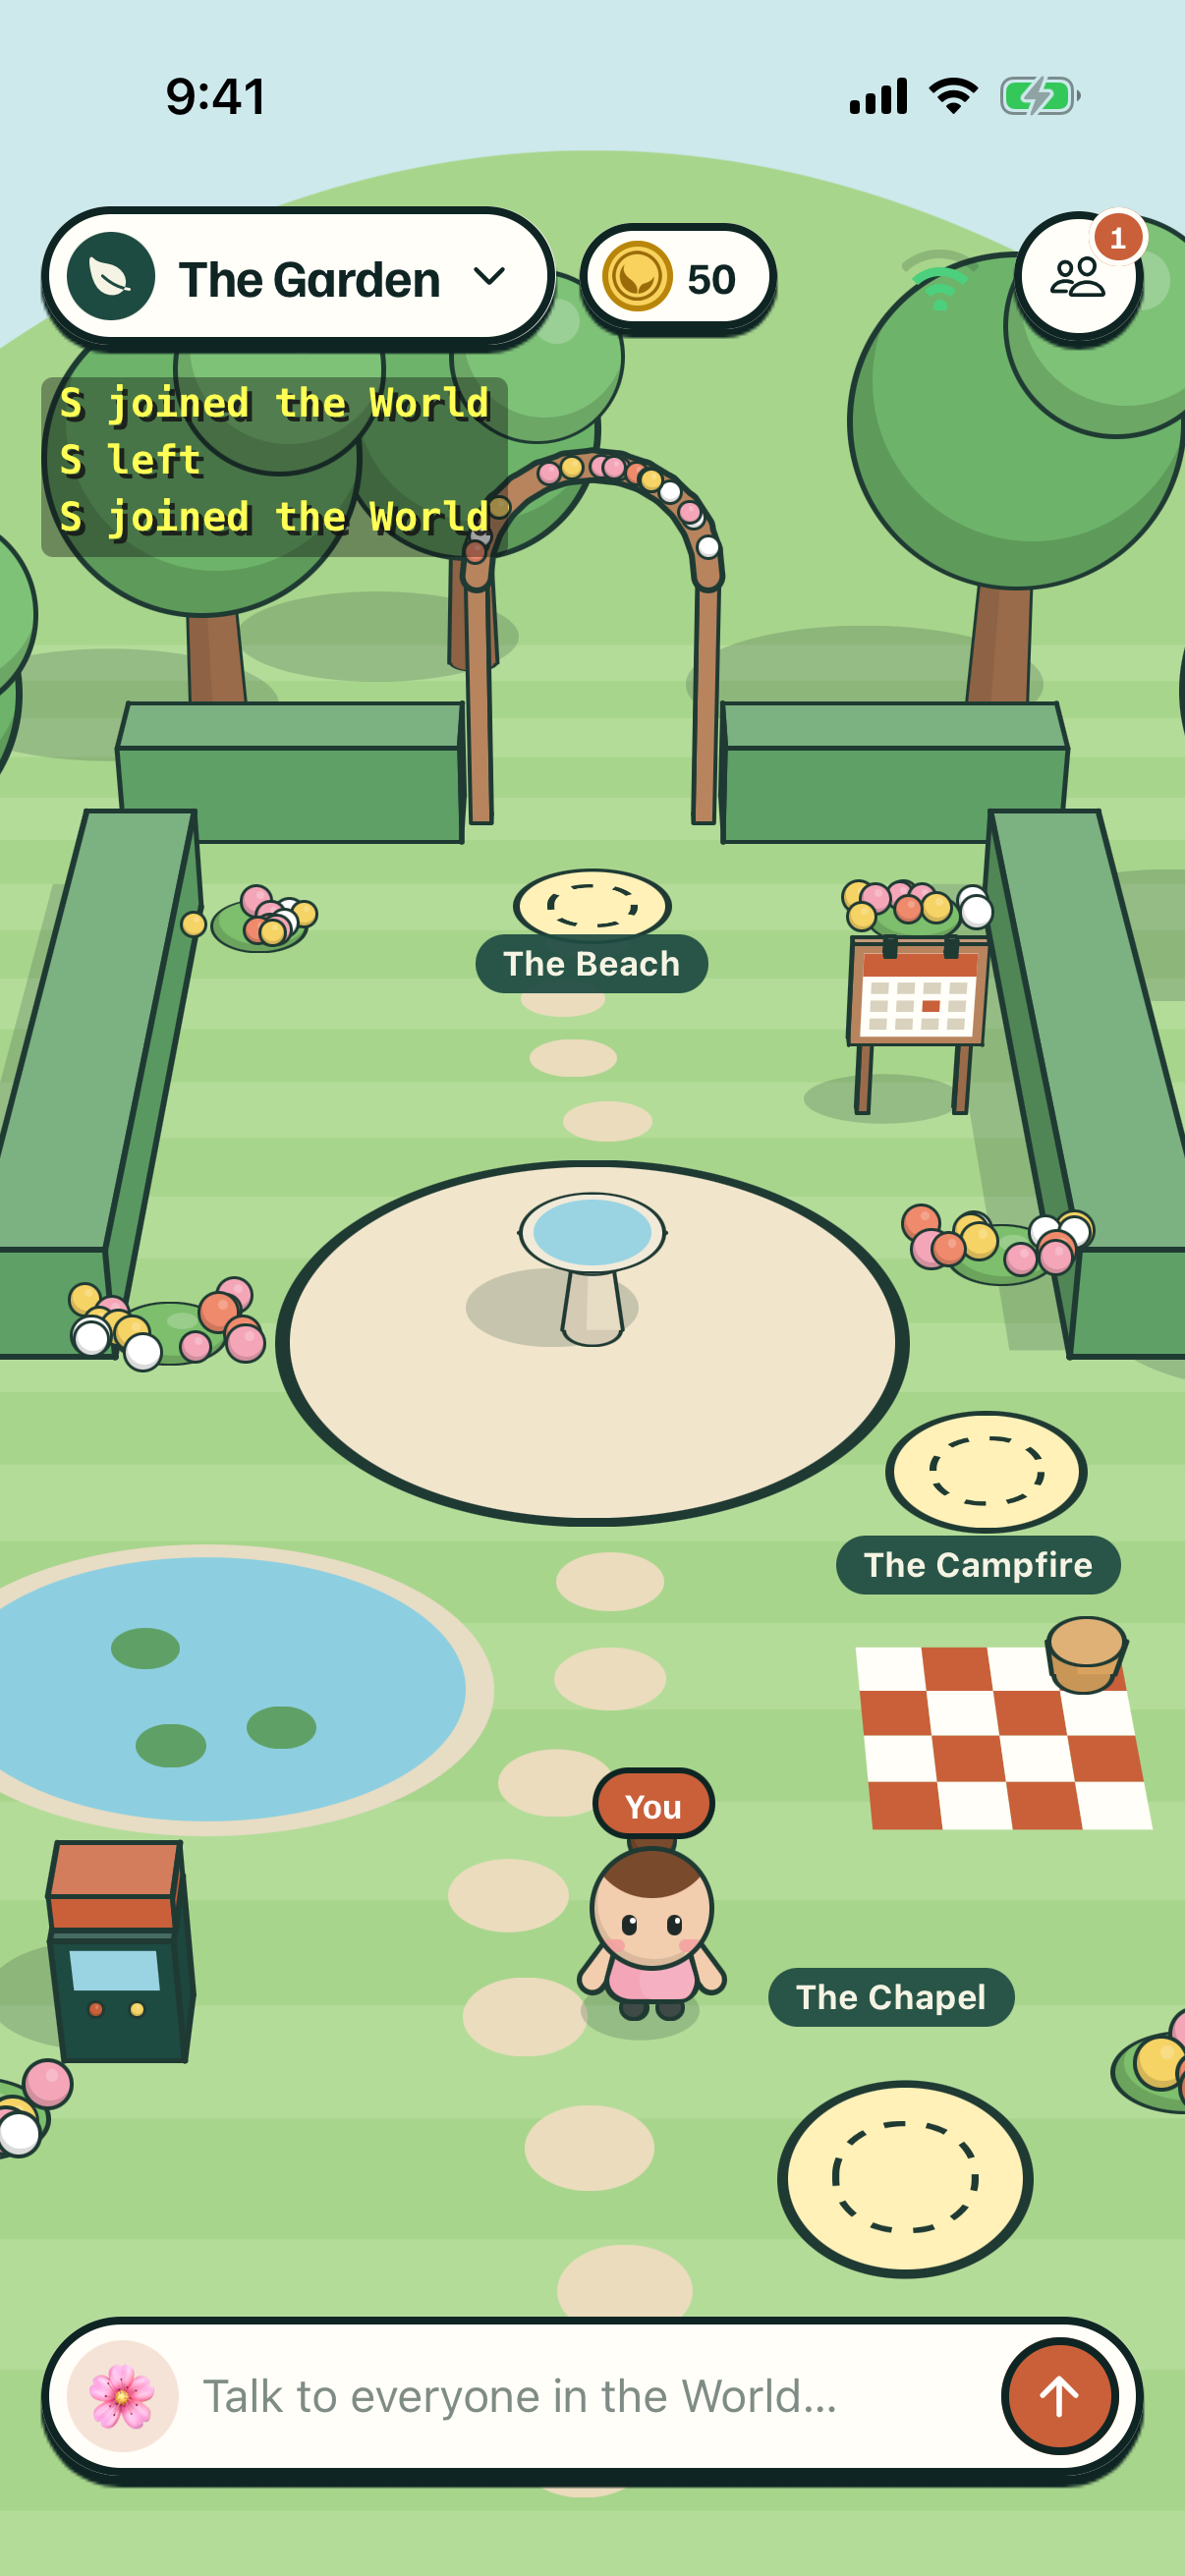 9:41
The Garden
50
1
S joined the World
S left
S joined the World
The Beach
The Campfire
You
The Chapel
Talk to everyone in the World...